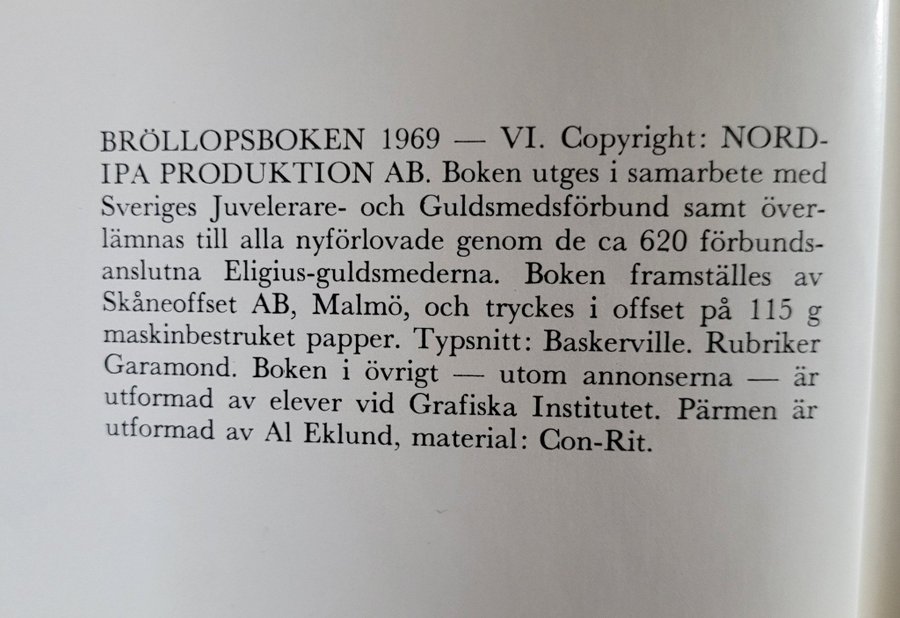 BRÖLLOPSBOKEN 1969 — VI. Copyright: NORD-
IPA PRODUKTION AB. Boken utges i samarbete med
Sveriges Juvelerare- och Guldsmedsförbund samt över-
lämnas till alla nyförlovade genom de ca 620 förbunds-
anslutna Eligius-guldsmederna. Boken framställes av
Skåneoffset AB, Malmö, och tryckes i offset på 115 g
maskinbestruket papper. Typsnitt: Baskerville. Rubriker
Garamond. Boken i övrigt — utom annonserna — är
utformad av elever vid Grafiska Institutet. Pärmen är
utformad av Al Eklund, material: Con-Rit.